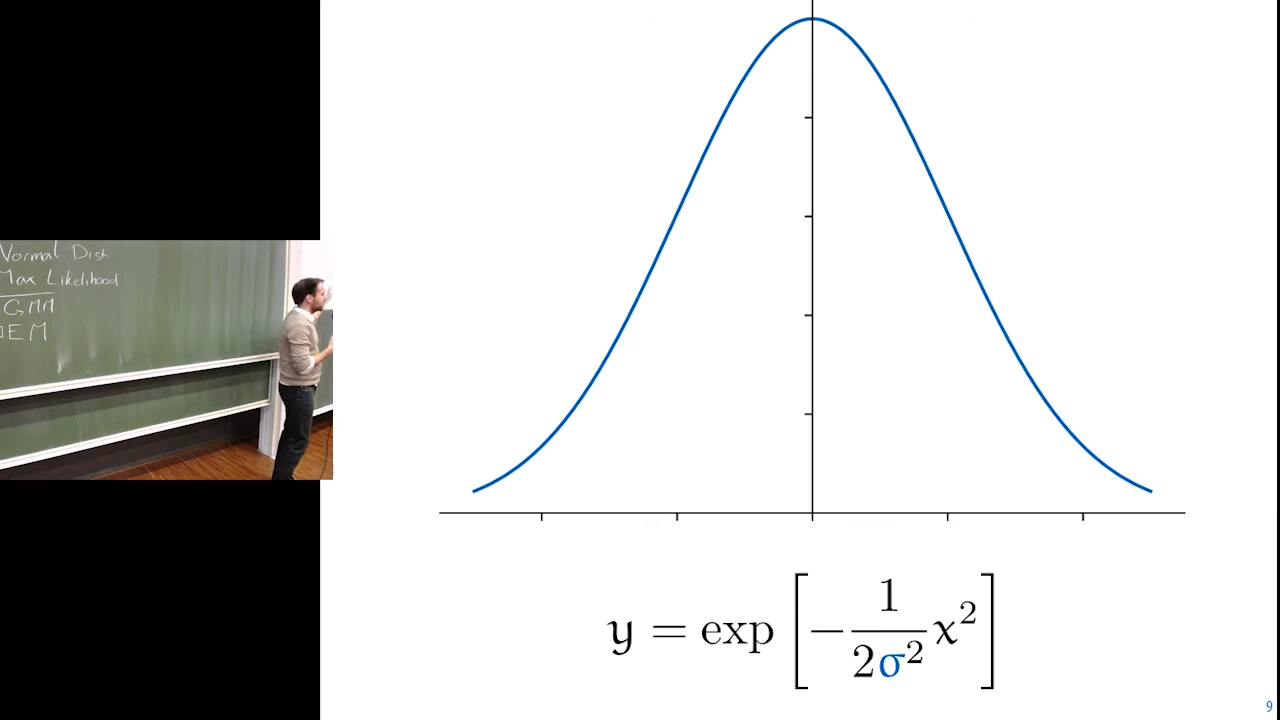 Normal Dist
Max Likelihood
GMM
EM
y = exp [ -1/(2σ²) x² ]
9